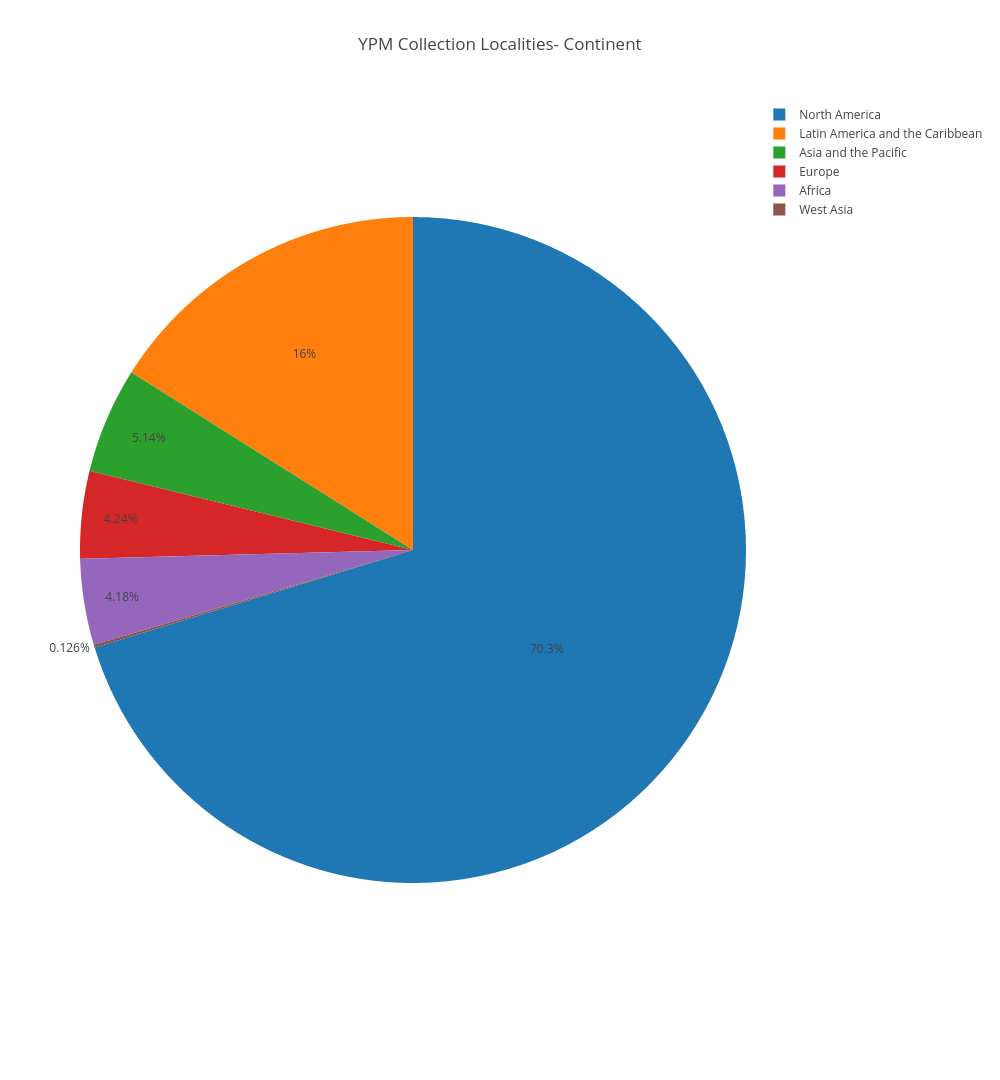 YPM Collection Localities- Continent
North America
Latin America and the Caribbean
Asia and the Pacific
Europe
Africa
West Asia
16%
5.14%
4.24%
4.18%
0.126%
70.3%